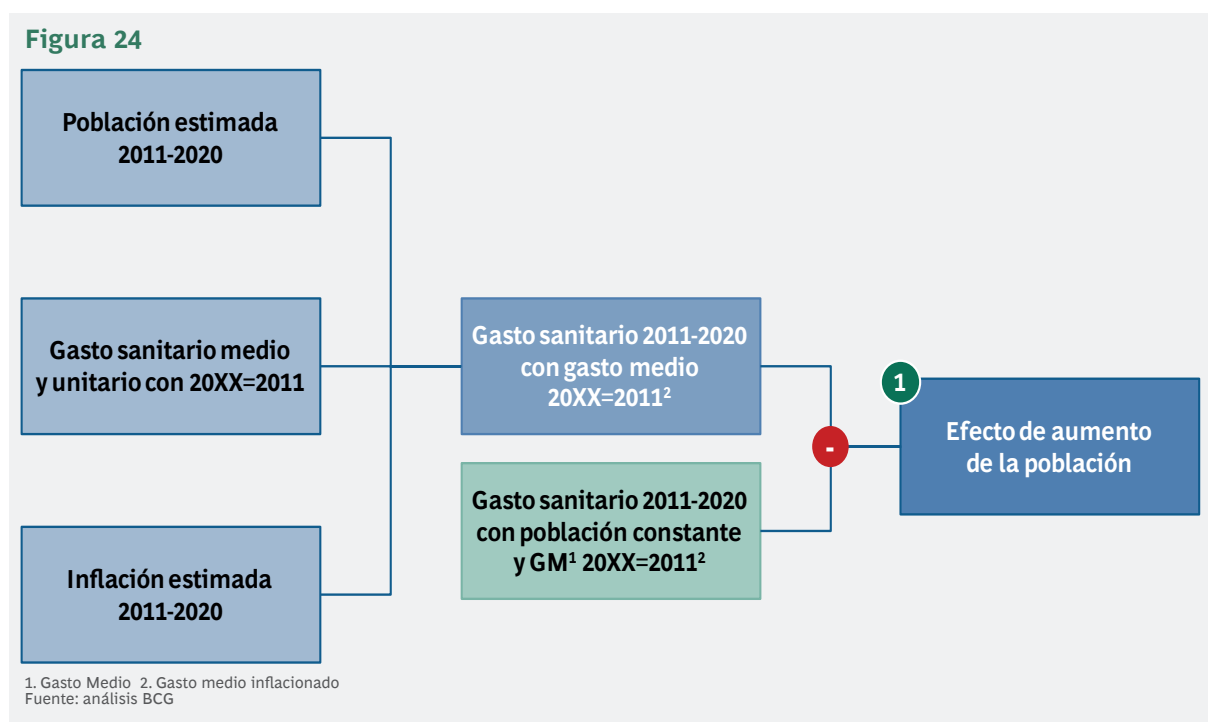 Figura 24
Población estimada
2011-2020
Gasto sanitario medio
y unitario con 20XX=2011
Inflación estimada
2011-2020
Gasto sanitario 2011-2020
con gasto medio
20XX=2011²
Gasto sanitario 2011-2020
con población constante
y GM¹ 20XX=2011²
-
1
Efecto de aumento
de la población
1. Gasto Medio 2. Gasto medio inflacionado
Fuente: análisis BCG